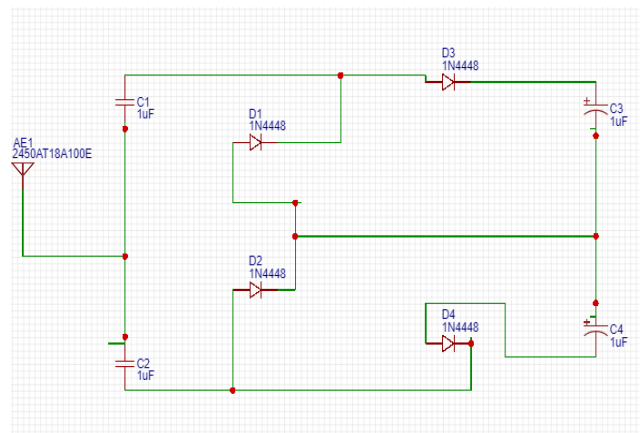 D3
1N4448
C1
1uF
D1
1N4448
+
C3
1uF
AE1
2450AT18A100E
D2
1N4448
D4
1N4448
+
C4
1uF
C2
1uF